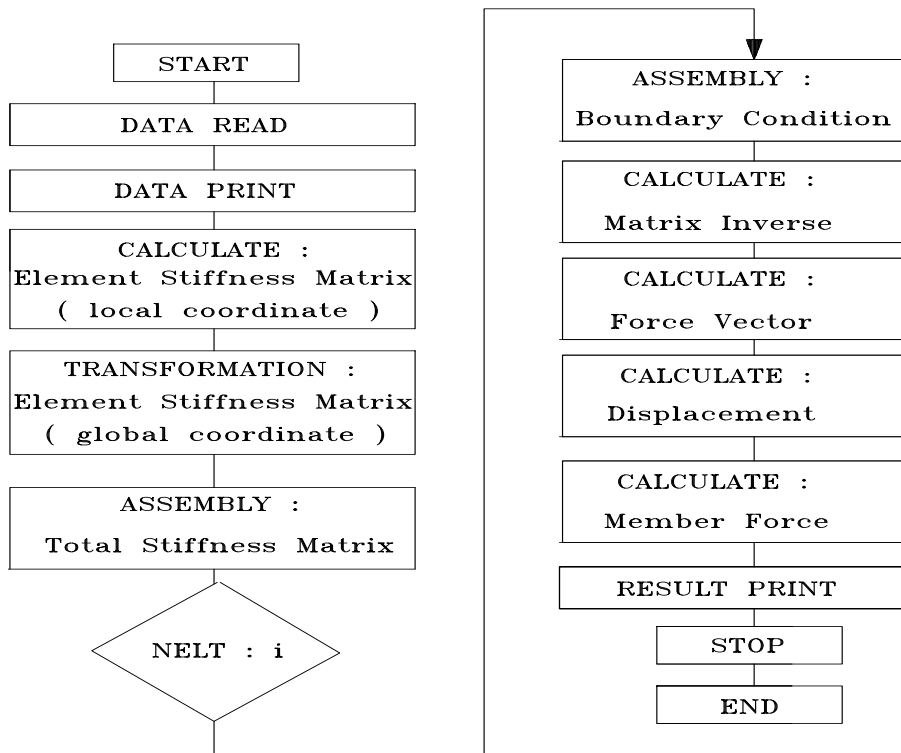 START
DATA READ
DATA PRINT
CALCULATE :
Element Stiffness Matrix
( local coordinate )
TRANSFORMATION :
Element Stiffness Matrix
( global coordinate )
ASSEMBLY :
Total Stiffness Matrix
NELT : i
ASSEMBLY :
Boundary Condition
CALCULATE :
Matrix Inverse
CALCULATE :
Force Vector
CALCULATE :
Displacement
CALCULATE :
Member Force
RESULT PRINT
STOP
END